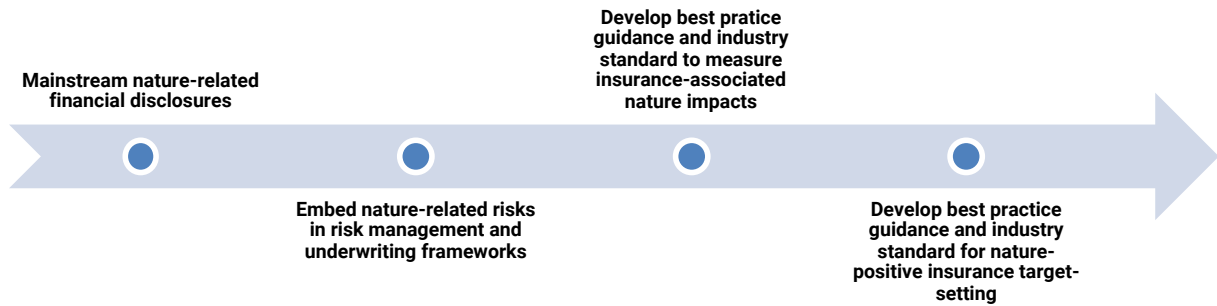 Mainstream nature-related
financial disclosures
Embed nature-related risks
in risk management and
underwriting frameworks
Develop best pratice
guidance and industry
standard to measure
insurance-associated
nature impacts
Develop best practice
guidance and industry
standard for nature-
positive insurance target-
setting